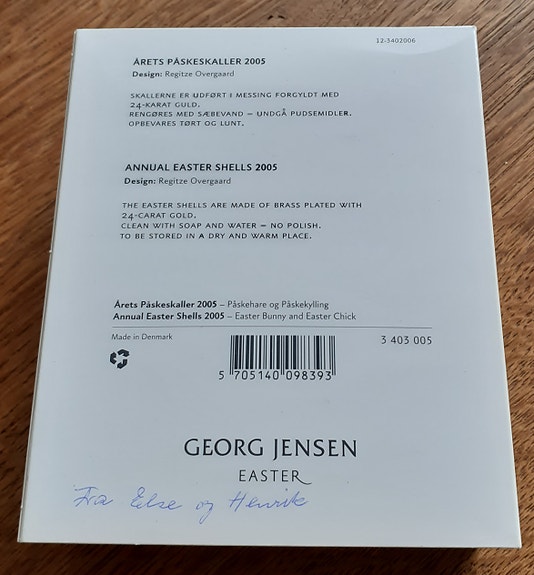 12-3402006
ÅRETS PÅSKESKALLER 2005
Design: Regitze Overgaard
SKALLERNE ER UDFØRT I MESSING FORGYLDT MED
24-KARAT GULD.
RENGØRES MED SÆBEVAND – UNDGÅ PUDSEMIDLER.
OPBEVARES TØRT OG LUNT.
ANNUAL EASTER SHELLS 2005
Design: Regitze Overgaard
THE EASTER SHELLS ARE MADE OF BRASS PLATED WITH
24-CARAT GOLD.
CLEAN WITH SOAP AND WATER – NO POLISH.
TO BE STORED IN A DRY AND WARM PLACE.
Årets Påskeskaller 2005 – Påskehare og Påskekylling
Annual Easter Shells 2005 – Easter Bunny and Easter Chick
Made in Denmark
3 403 005
5 705140 098393
GEORG JENSEN
EASTER
Fra Else og Henrik